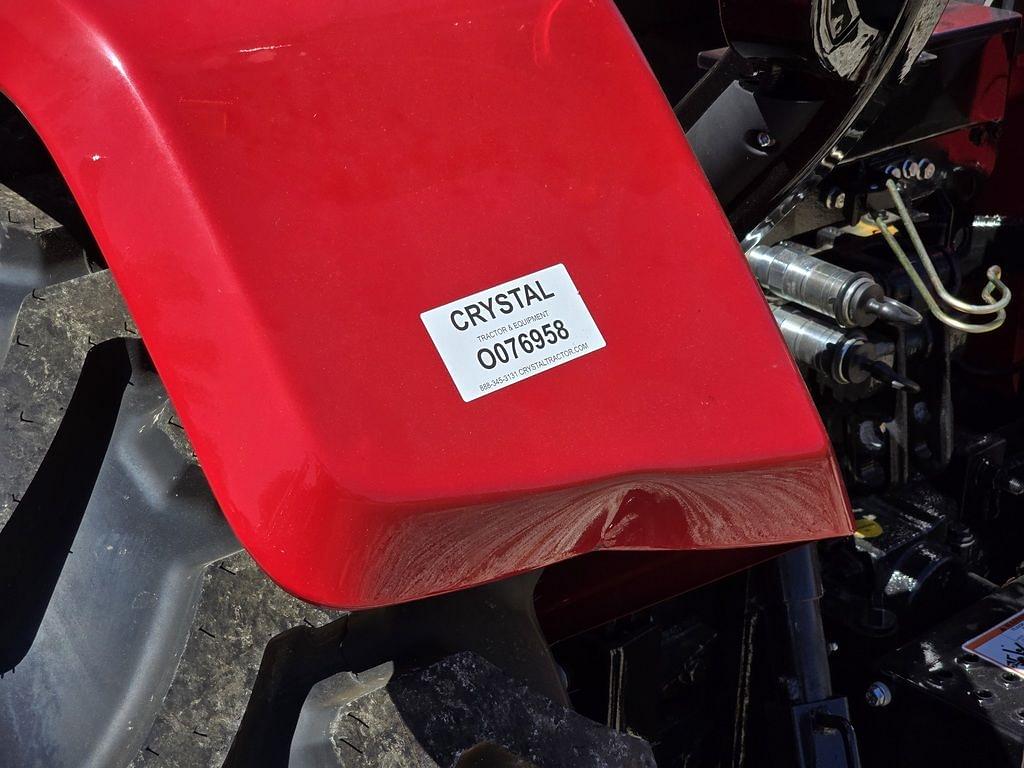 CRYSTAL
TRACTOR & EQUIPMENT
O076958
888-345-3131 CRYSTALTRACTOR.COM